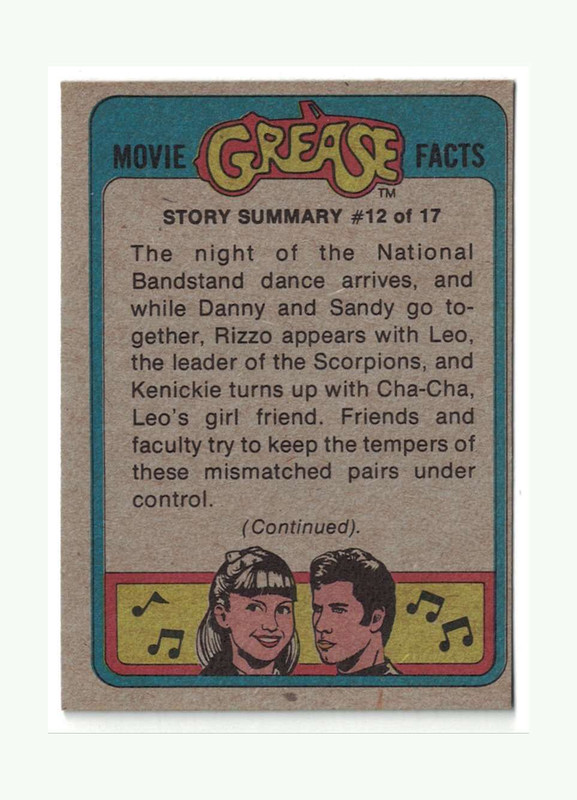 MOVIE GREASE FACTS
TM
STORY SUMMARY #12 of 17
The night of the National
Bandstand dance arrives, and
while Danny and Sandy go to-
gether, Rizzo appears with Leo,
the leader of the Scorpions, and
Kenickie turns up with Cha-Cha,
Leo's girl friend. Friends and
faculty try to keep the tempers of
these mismatched pairs under
control.
(Continued).